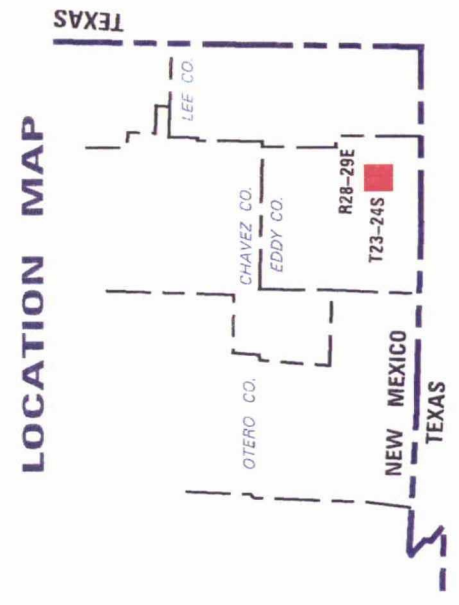 LOCATION MAP
TEXAS
LEE CO.
CHAVEZ CO.
EDDY CO.
R28-29E
T23-24S
OTERO CO.
NEW MEXICO
TEXAS